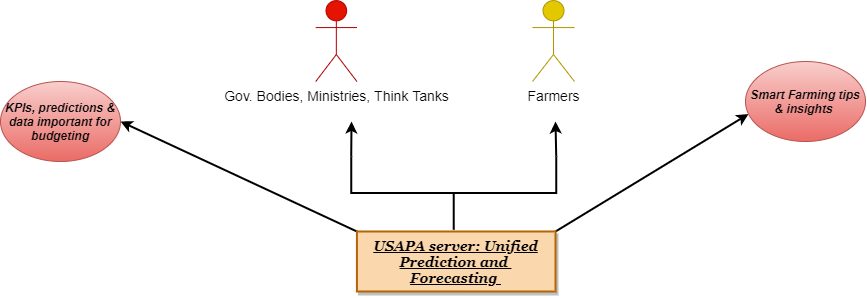 Gov. Bodies, Ministries, Think Tanks
Farmers
KPIs, predictions &
data important for
budgeting
Smart Farming tips
& insights
USAPA server: Unified
Prediction and
Forecasting